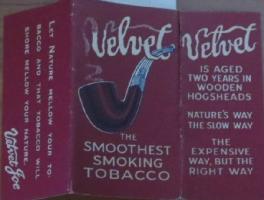 LET NATURE MELLOW YOUR TO-
BACCO AND THAT TOBACCO WILL
SMOKE MELLOW YOUR NATURE.
Velvet Joe
Velvet
THE
SMOOTHEST
SMOKING
TOBACCO
Velvet
IS AGED
TWO YEARS IN
WOODEN
HOGSHEADS
NATURE'S WAY
THE SLOW WAY
THE
EXPENSIVE
WAY, BUT THE
RIGHT WAY